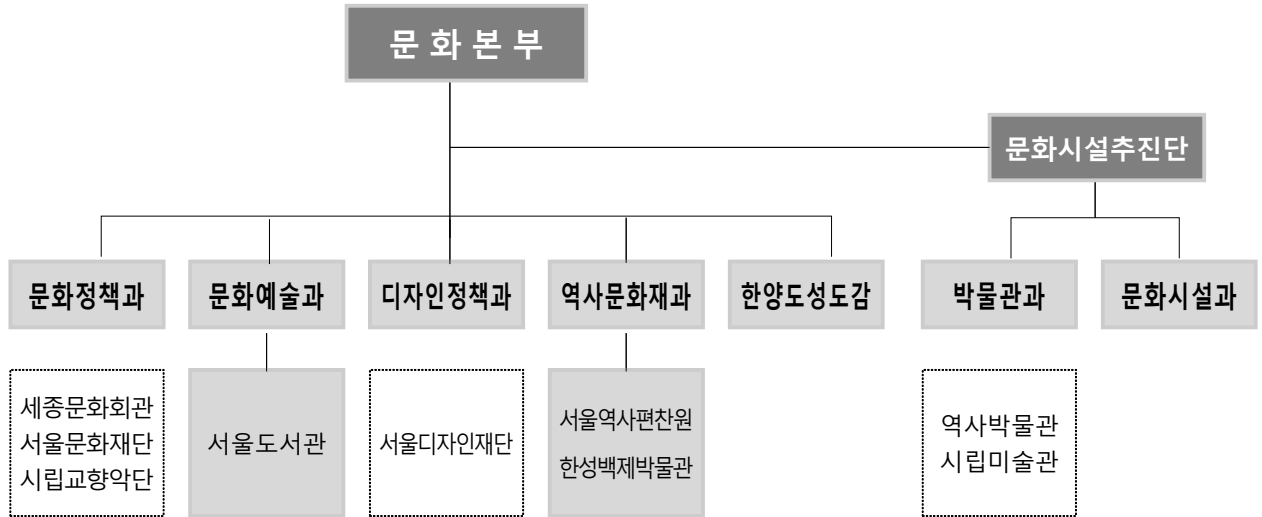 문 화 본 부
문화시설추진단
문화정책과
문화예술과
디자인정책과
역사문화재과
한양도성도감
박물관과
문화시설과
세종문화회관
서울문화재단
시립교향악단
서울도서관
서울디자인재단
서울역사편찬원
한성백제박물관
역사박물관
시립미술관